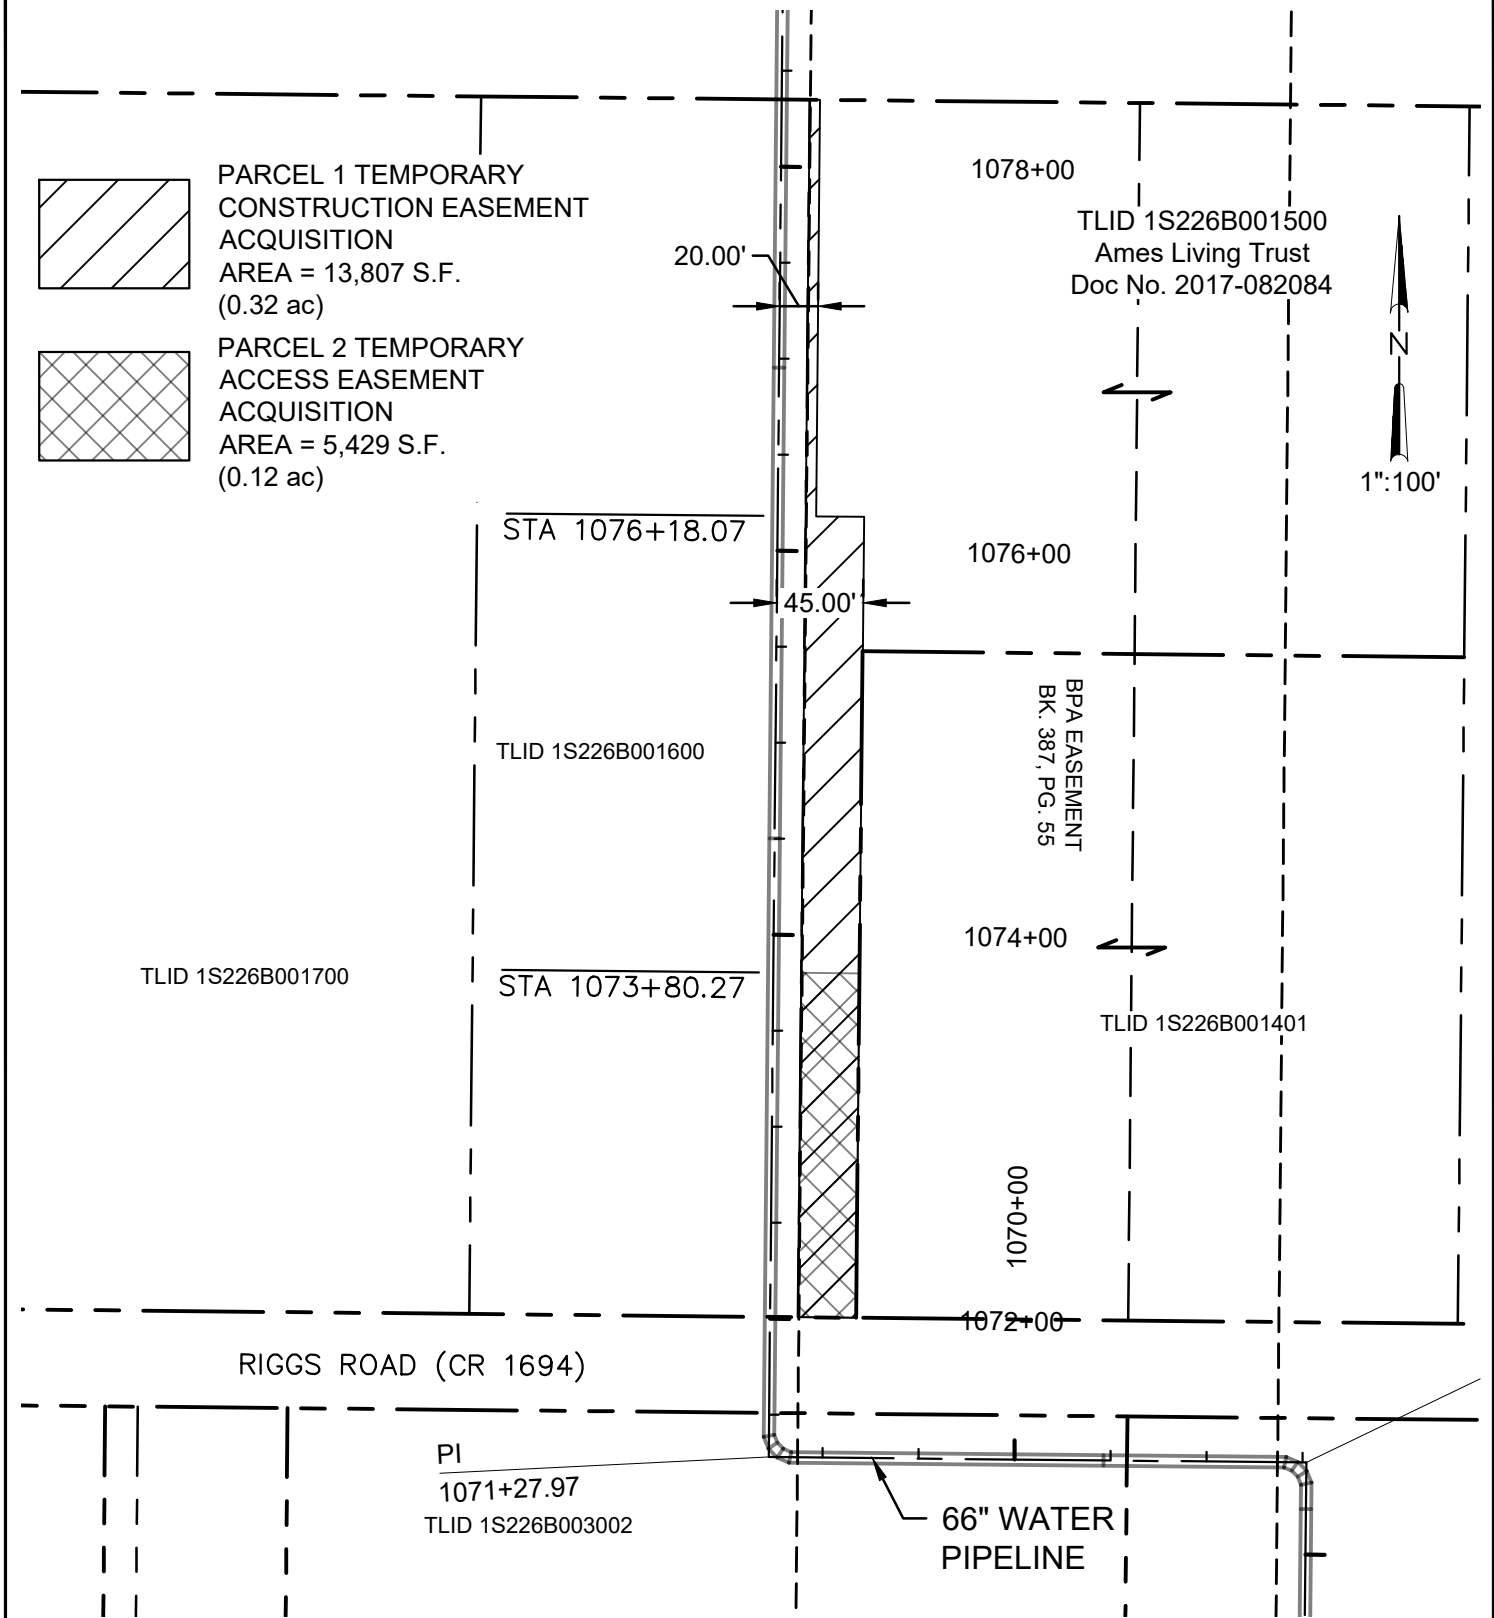 PARCEL 1 TEMPORARY
CONSTRUCTION EASEMENT
ACQUISITION
AREA = 13,807 S.F.
(0.32 ac)
PARCEL 2 TEMPORARY
ACCESS EASEMENT
ACQUISITION
AREA = 5,429 S.F.
(0.12 ac)
20.00'
1078+00
TLID 1S226B001500
Ames Living Trust
Doc No. 2017-082084
N
1":100'
STA 1076+18.07
1076+00
45.00'
BPA EASEMENT
BK. 387, PG. 55
TLID 1S226B001600
1074+00
TLID 1S226B001700
STA 1073+80.27
TLID 1S226B001401
1070+00
1072+00
RIGGS ROAD (CR 1694)
PI
1071+27.97
TLID 1S226B003002
66" WATER
PIPELINE